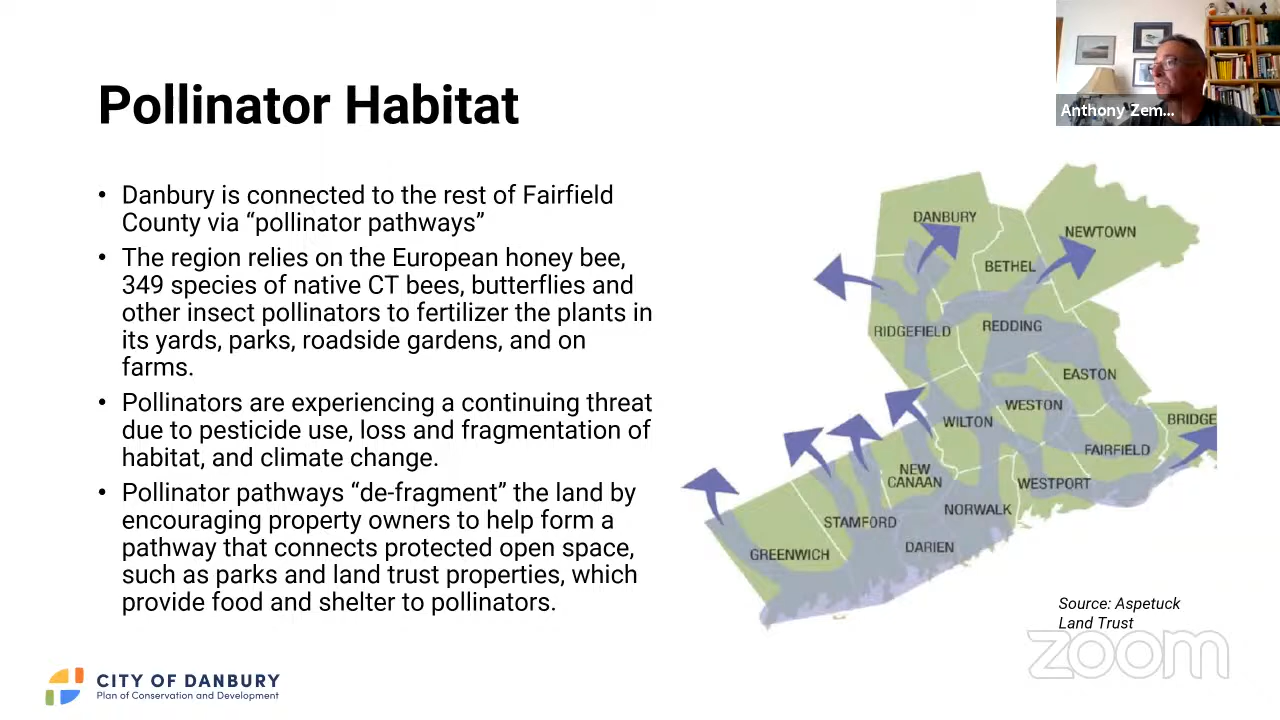 Anthony Zem...
Pollinator Habitat
• Danbury is connected to the rest of Fairfield
County via “pollinator pathways”
• The region relies on the European honey bee,
349 species of native CT bees, butterflies and
other insect pollinators to fertilizer the plants in
its yards, parks, roadside gardens, and on
farms.
• Pollinators are experiencing a continuing threat
due to pesticide use, loss and fragmentation of
habitat, and climate change.
• Pollinator pathways “de-fragment” the land by
encouraging property owners to help form a
pathway that connects protected open space,
such as parks and land trust properties, which
provide food and shelter to pollinators.
DANBURY
NEWTOWN
BETHEL
RIDGEFIELD
REDDING
EASTON
WESTON
WILTON
BRIDGE
FAIRFIELD
NEW
CANAAN
WESTPORT
NORWALK
STAMFORD
DARIEN
GREENWICH
Source: Aspetuck
Land Trust
zoom
CITY OF DANBURY
Plan of Conservation and Development